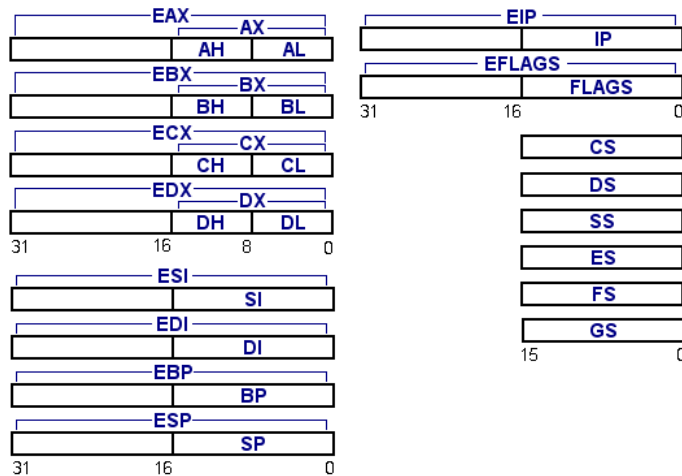 EAX
AX
AH AL
EBX
BX
BH BL
ECX
CX
CH CL
EDX
DX
DH DL
31 16 8 0
ESI
SI
EDI
DI
EBP
BP
ESP
SP
31 16 0
EIP
IP
EFLAGS
FLAGS
31 16 0
CS
DS
SS
ES
FS
GS
15 0